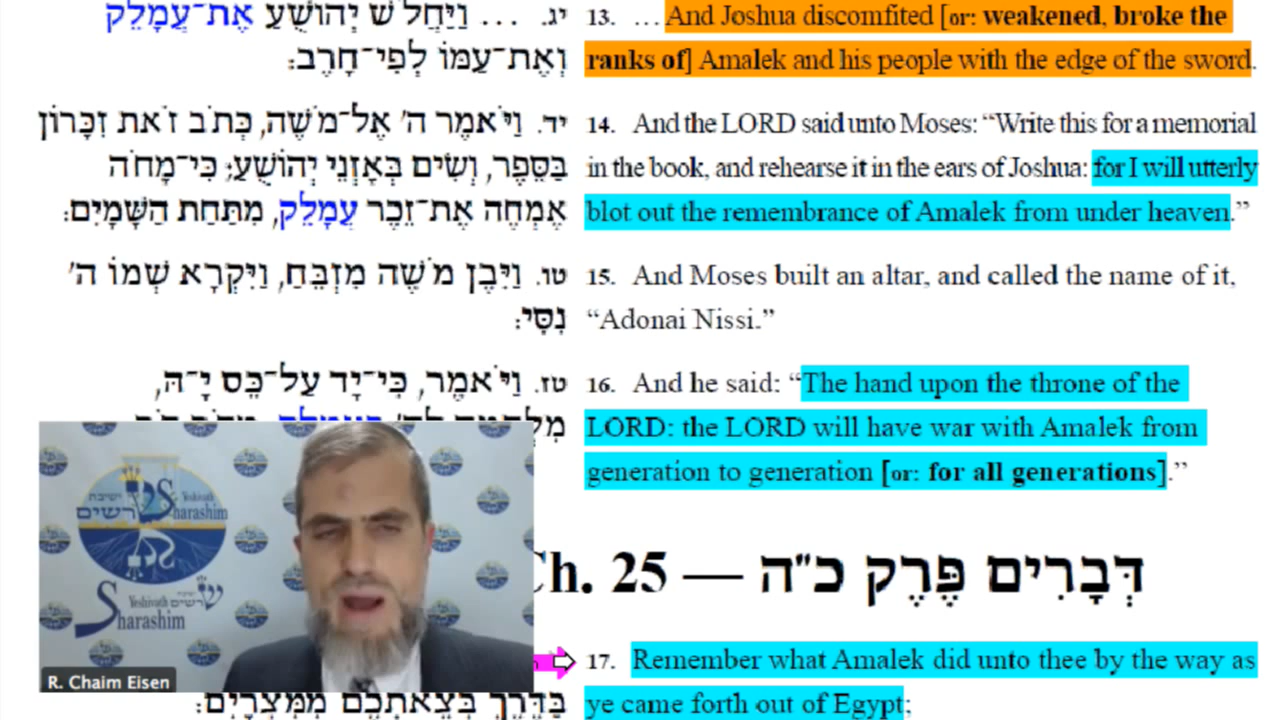 יג. … וַיַּחֲלֹשׁ יְהוֹשֻׁעַ אֶת־עֲמָלֵק
וְאֶת־עַמּוֹ לְפִי־חָרֶב:
13. … And Joshua discomfited [or: weakened, broke the
ranks of] Amalek and his people with the edge of the sword.
יד. וַיֹּאמֶר ה' אֶל־מֹשֶׁה, כְּתֹב זֹאת זִכָּרוֹן
בַּסֵּפֶר, וְשִׂים בְּאָזְנֵי יְהוֹשֻׁעַ; כִּי־מָחֹה
אֶמְחֶה אֶת־זֵכֶר עֲמָלֵק, מִתַּחַת הַשָּׁמָיִם:
14. And the LORD said unto Moses: “Write this for a memorial
in the book, and rehearse it in the ears of Joshua: for I will utterly
blot out the remembrance of Amalek from under heaven.”
טו. וַיִּבֶן מֹשֶׁה מִזְבֵּחַ, וַיִּקְרָא שְׁמוֹ ה'
נִסִּי:
15. And Moses built an altar, and called the name of it,
“Adonai Nissi.”
טז. וַיֹּאמֶר, כִּי־יָד עַל־כֵּס יָ־הּ,
16. And he said: “The hand upon the throne of the
LORD: the LORD will have war with Amalek from
generation to generation [or: for all generations].”
Ch. 25 — דְּבָרִים פֶּרֶק כ"ה
17. Remember what Amalek did unto thee by the way as
ye came forth out of Egypt;
בַּדֶּרֶךְ בְּצֵאתְכֶם מִמִּצְרָיִם:
ישיבת
שרשים
Yeshivath
Sharashim
Yeshivath שרשים
Sharashim
R. Chaim Eisen